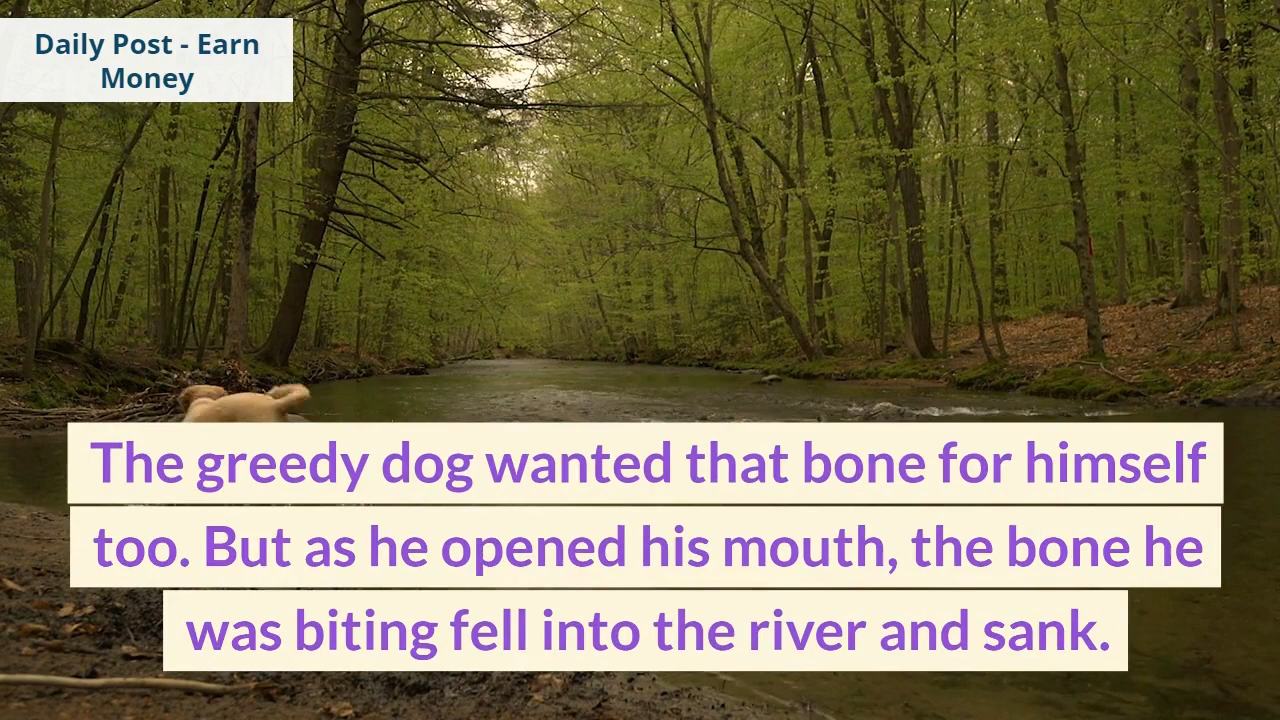 Daily Post - Earn
Money
The greedy dog wanted that bone for himself
too. But as he opened his mouth, the bone he
was biting fell into the river and sank.